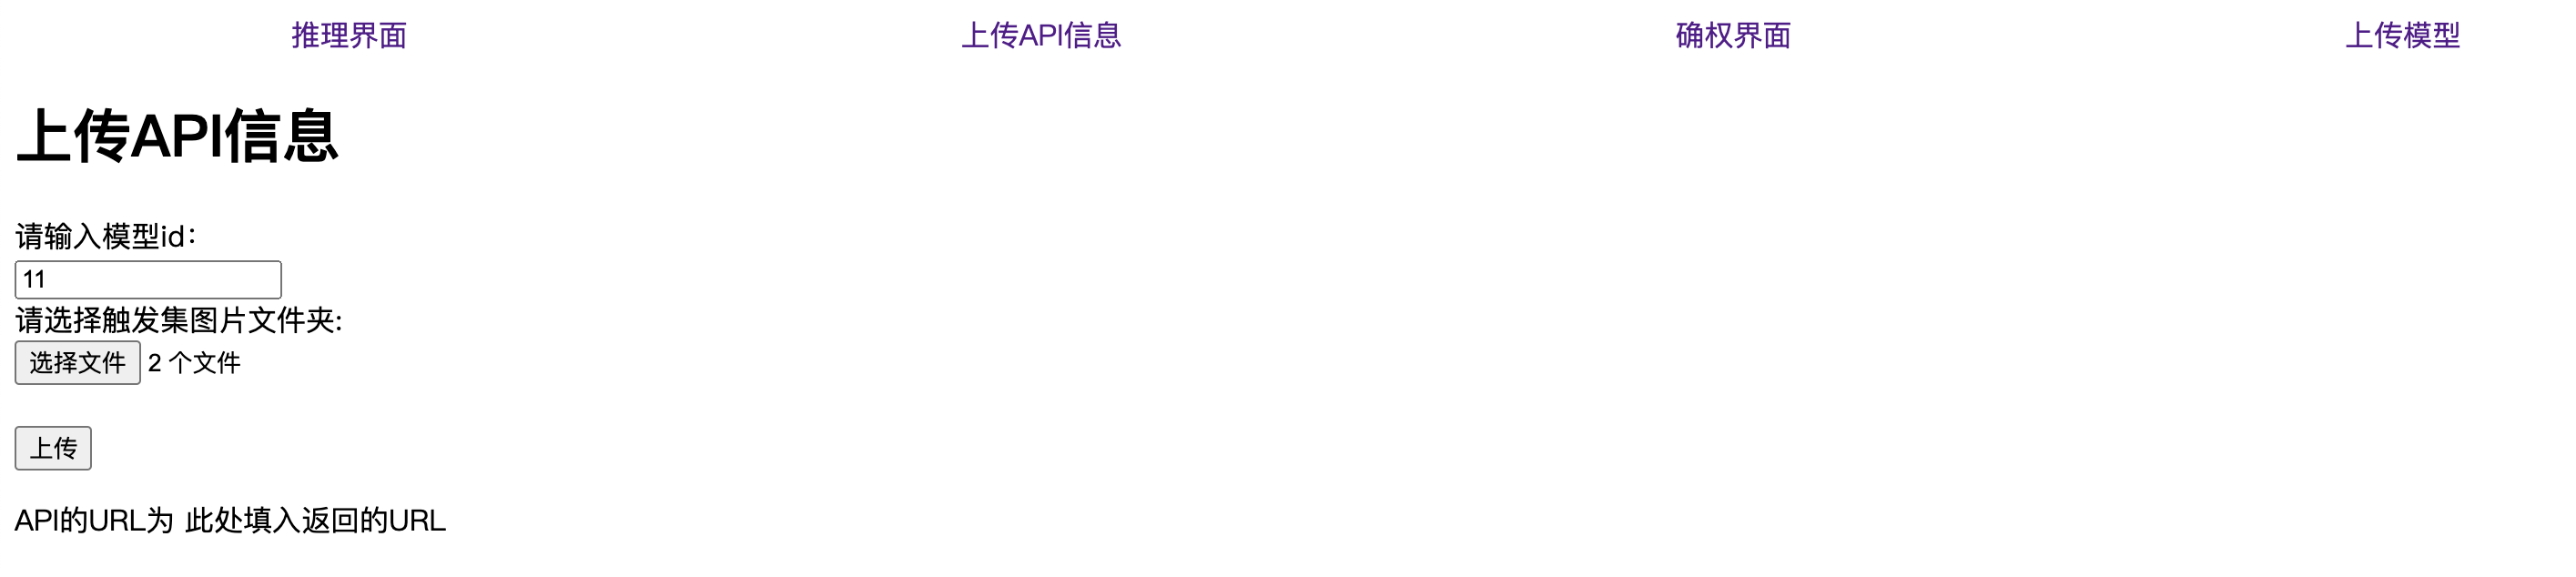 推理界面 上传API信息 确权界面 上传模型
上传API信息
请输入模型id：
11
请选择触发集图片文件夹:
选择文件 2 个文件
上传
API的URL为 此处填入返回的URL